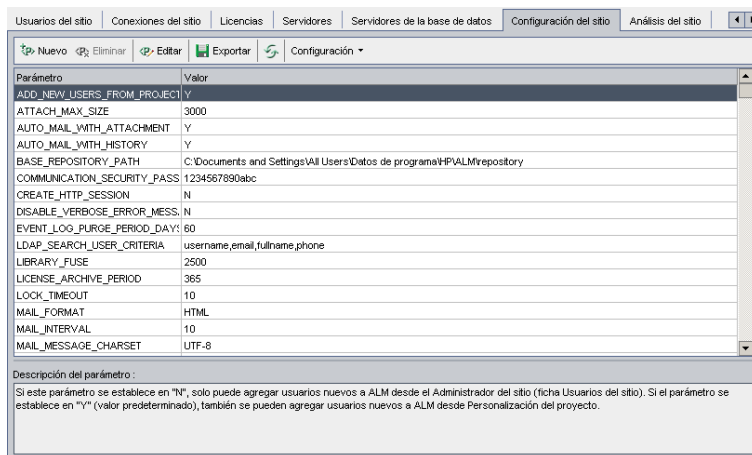 Usuarios del sitio Conexiones del sitio Licencias Servidores Servidores de la base de datos Configuración del sitio Análisis del sitio
Nuevo Eliminar Editar Exportar Configuración
Parámetro Valor
ADD_NEW_USERS_FROM_PROJECT Y
ATTACH_MAX_SIZE 3000
AUTO_MAIL_WITH_ATTACHMENT Y
AUTO_MAIL_WITH_HISTORY Y
BASE_REPOSITORY_PATH C:\Documents and Settings\All Users\Datos de programa\HP\ALM\repository
COMMUNICATION_SECURITY_PASS 1234567890abc
CREATE_HTTP_SESSION N
DISABLE_VERBOSE_ERROR_MESS. N
EVENT_LOG_PURGE_PERIOD_DAYS 60
LDAP_SEARCH_USER_CRITERIA username,email,fullname,phone
LIBRARY_FUSE 2500
LICENSE_ARCHIVE_PERIOD 365
LOCK_TIMEOUT 10
MAIL_FORMAT HTML
MAIL_INTERVAL 10
MAIL_MESSAGE_CHARSET UTF-8
Descripción del parámetro :
Si este parámetro se establece en "N", solo puede agregar usuarios nuevos a ALM desde el Administrador del sitio (ficha Usuarios del sitio). Si el parámetro se
establece en "Y" (valor predeterminado), también se pueden agregar usuarios nuevos a ALM desde Personalización del proyecto.